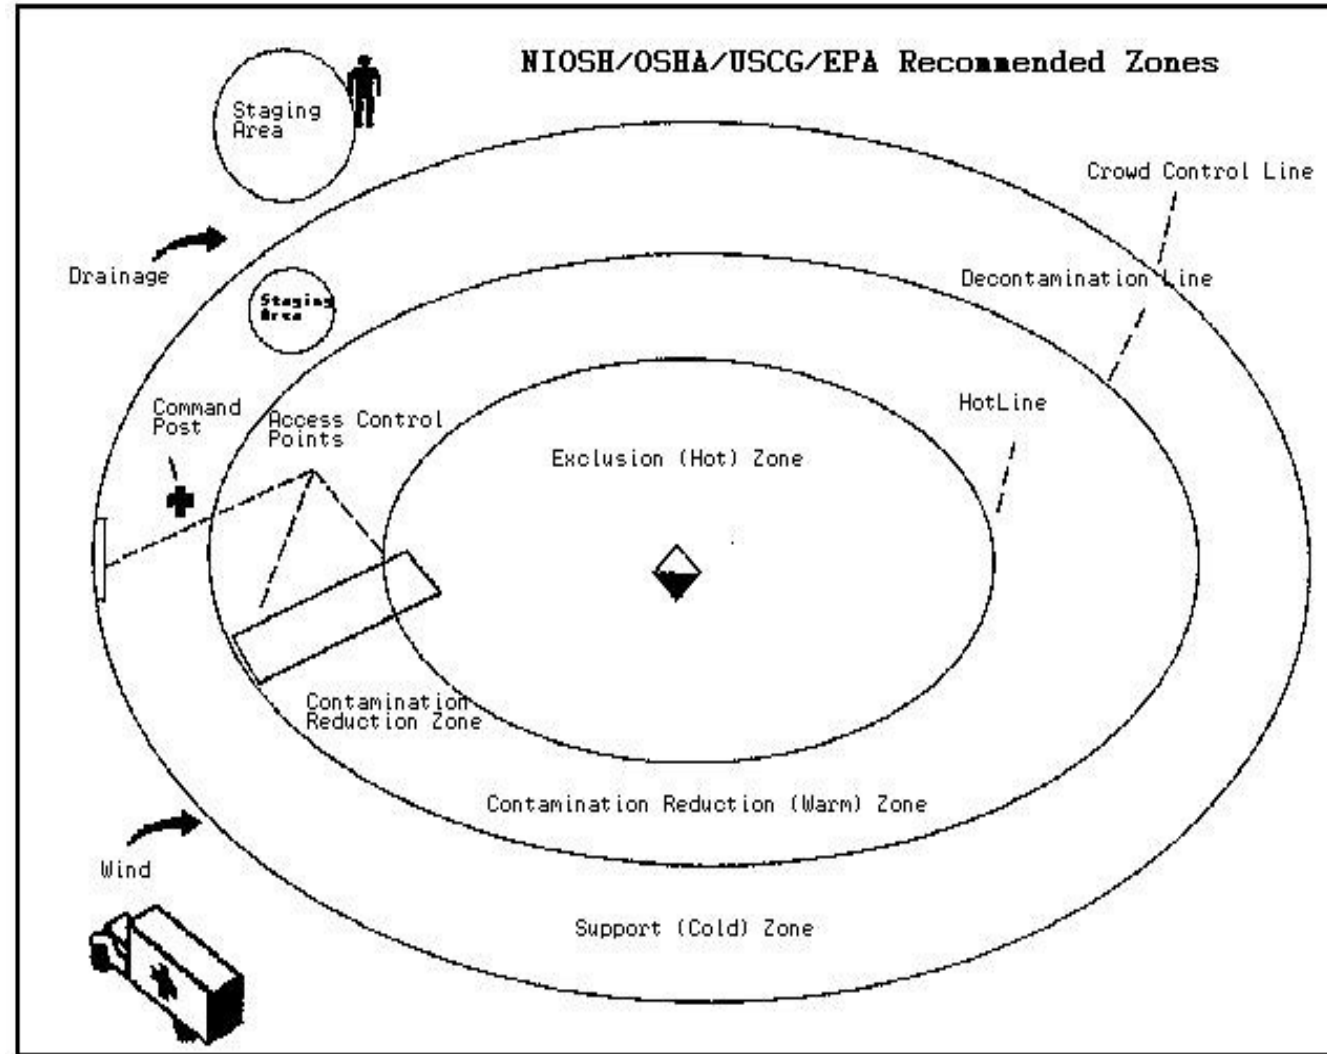 NIOSH/OSHA/USCG/EPA Recommended Zones
Staging
Area
Crowd Control Line
Drainage
Decontamination Line
Staging
Area
Command
Post
Access Control
Points
HotLine
Exclusion (Hot) Zone
Contamination
Reduction Zone
Contamination Reduction (Warm) Zone
Wind
Support (Cold) Zone